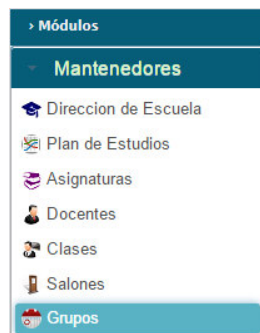 › Módulos
Mantenedores
Direccion de Escuela
Plan de Estudios
Asignaturas
Docentes
Clases
Salones
Grupos